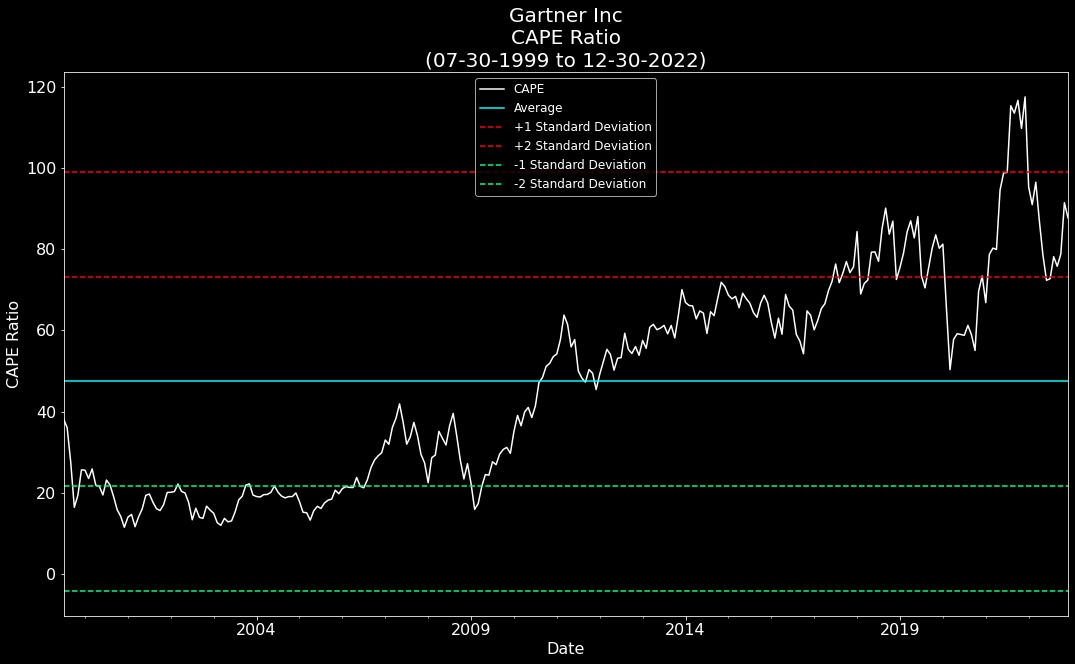 Gartner Inc
CAPE Ratio
(07-30-1999 to 12-30-2022)
CAPE
Average
+1 Standard Deviation
+2 Standard Deviation
-1 Standard Deviation
-2 Standard Deviation
120
100
80
60
40
20
0
CAPE Ratio
2004
2009
2014
2019
Date